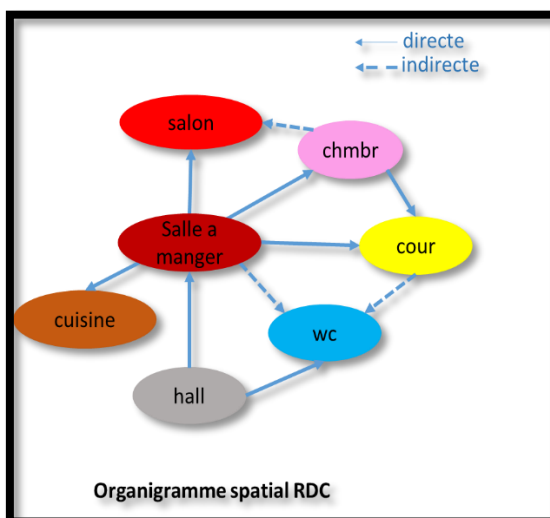 directe
indirecte
salon
chmbr
Salle a
manger
cour
cuisine
wc
hall
Organigramme spatial RDC